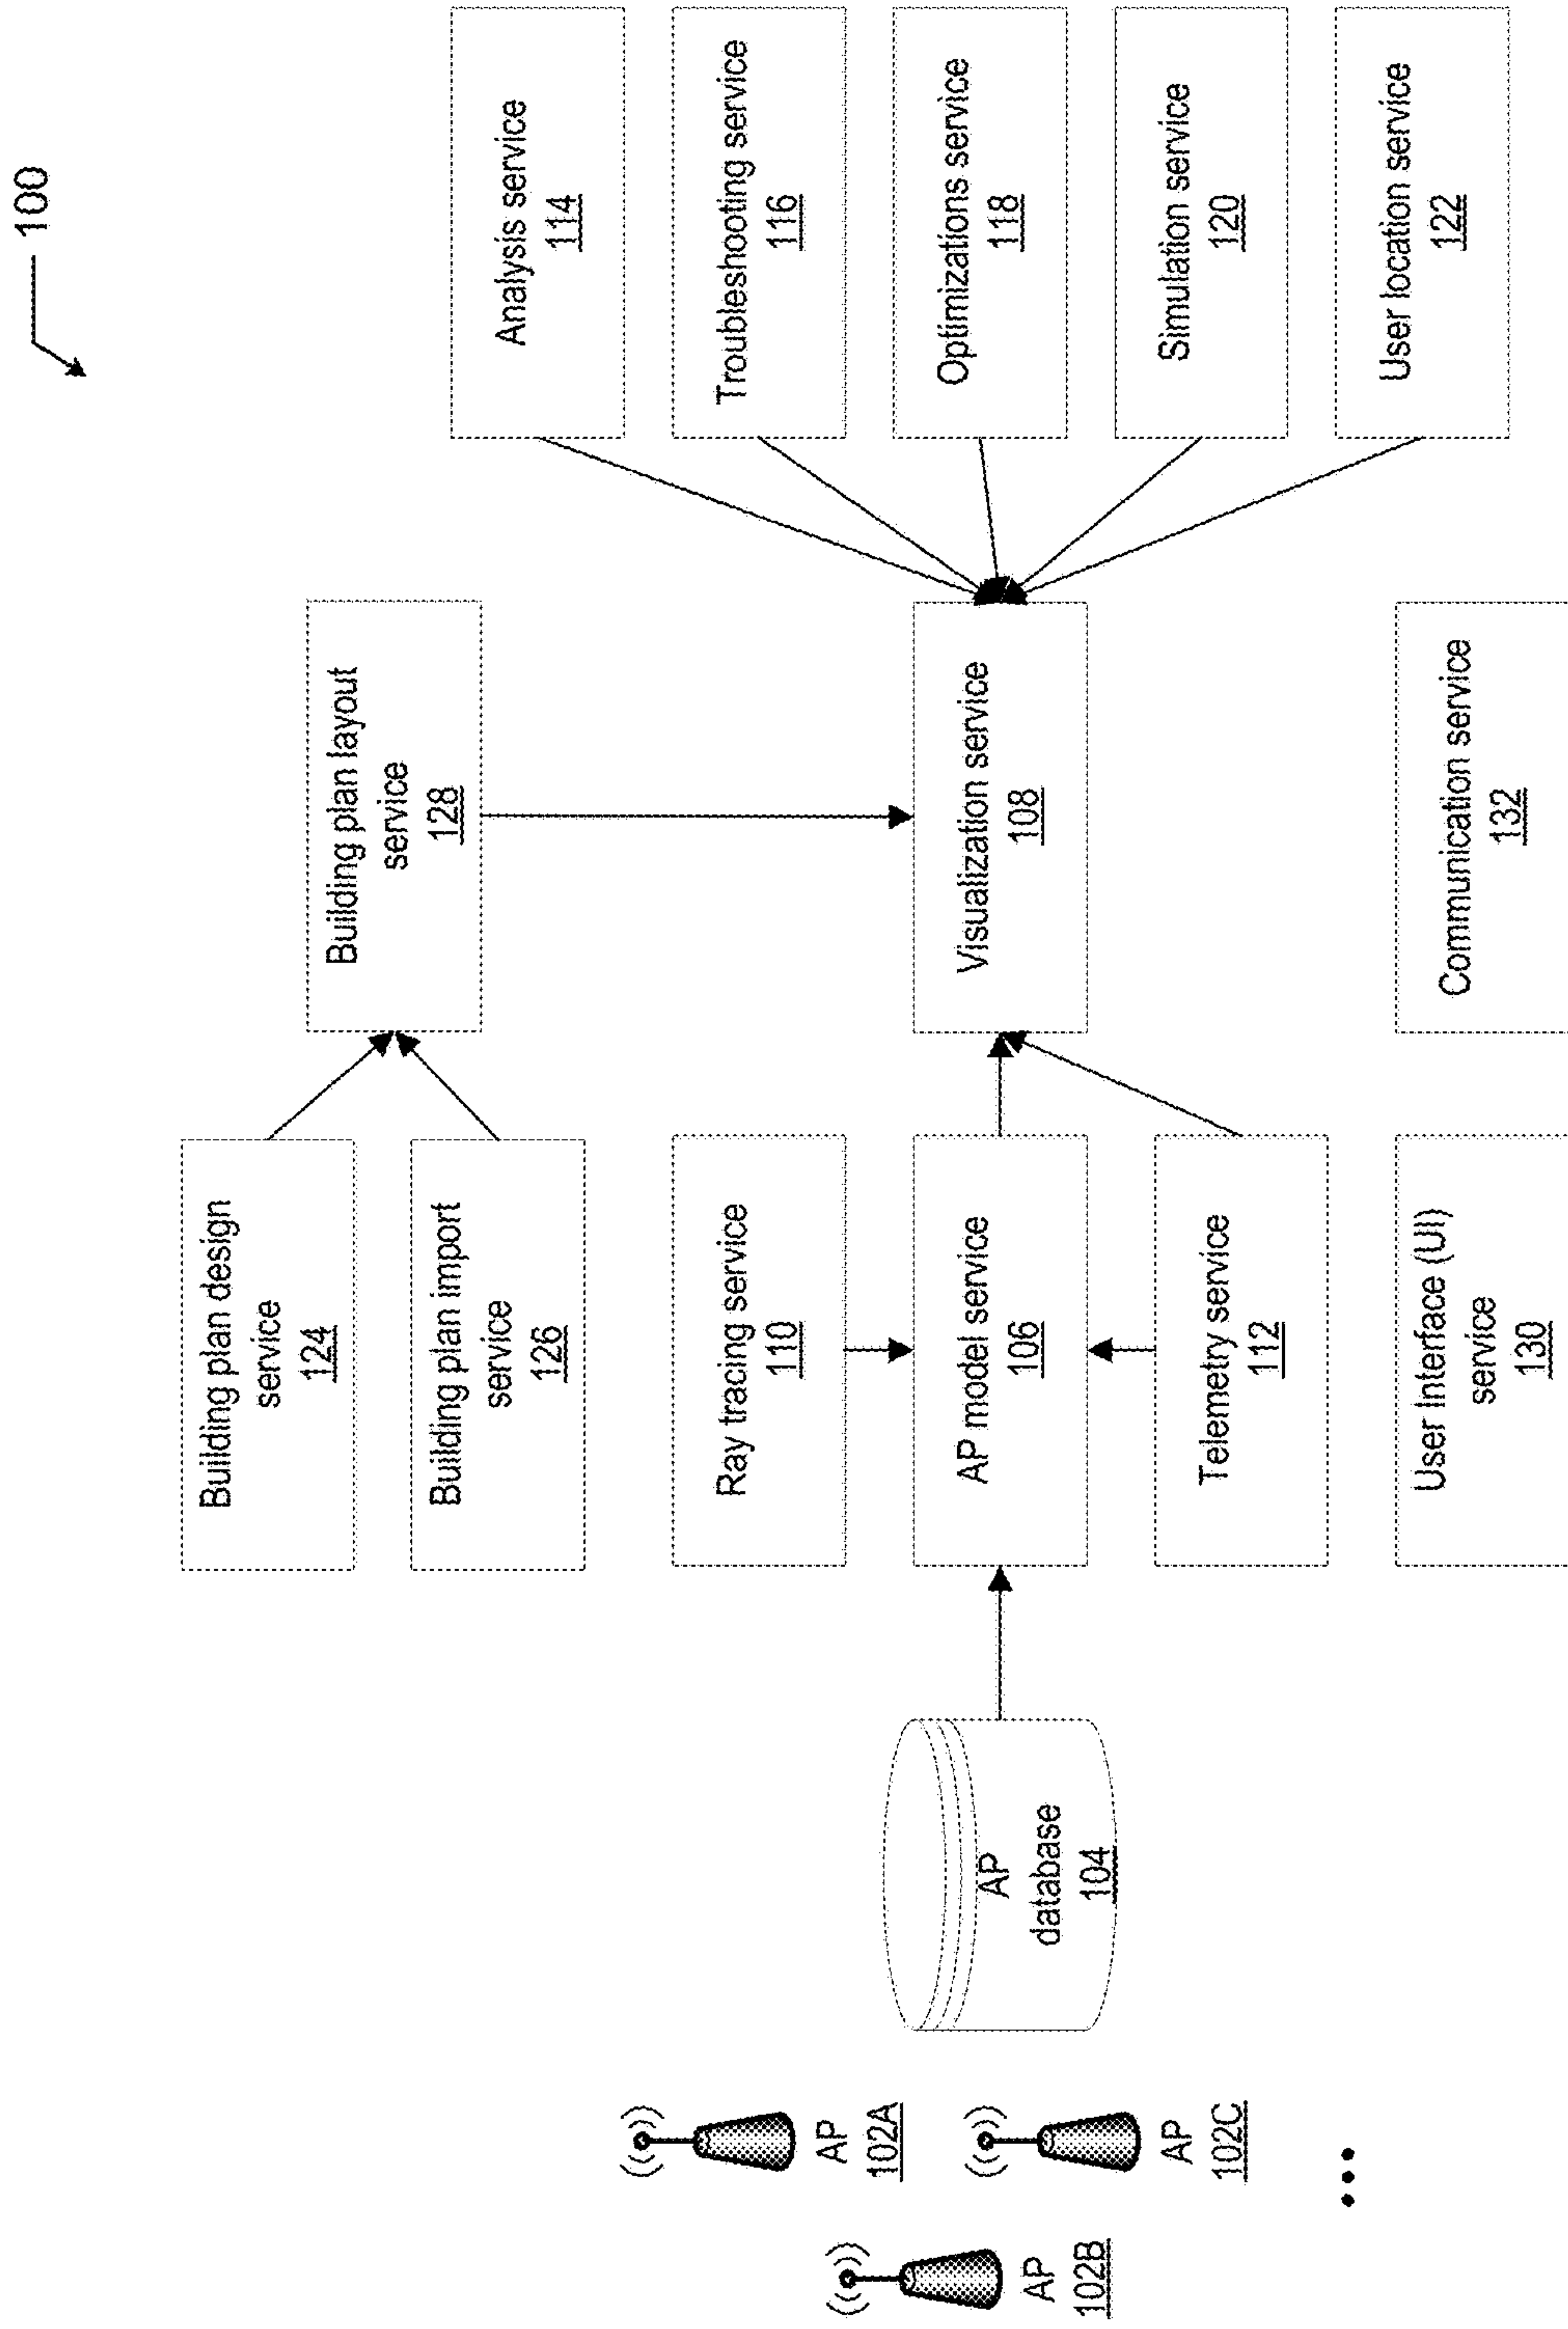 100
Building plan design
service
124
Building plan import
service
126
Building plan layout
service
128
Analysis service
114
Troubleshooting service
116
Optimizations service
118
Simulation service
120
User location service
122
Ray tracing service
110
AP model service
106
Telemetry service
112
Visualization service
108
AP
database
104
AP
102A
AP
102B
AP
102C
...
User Interface (UI)
service
130
Communication service
132